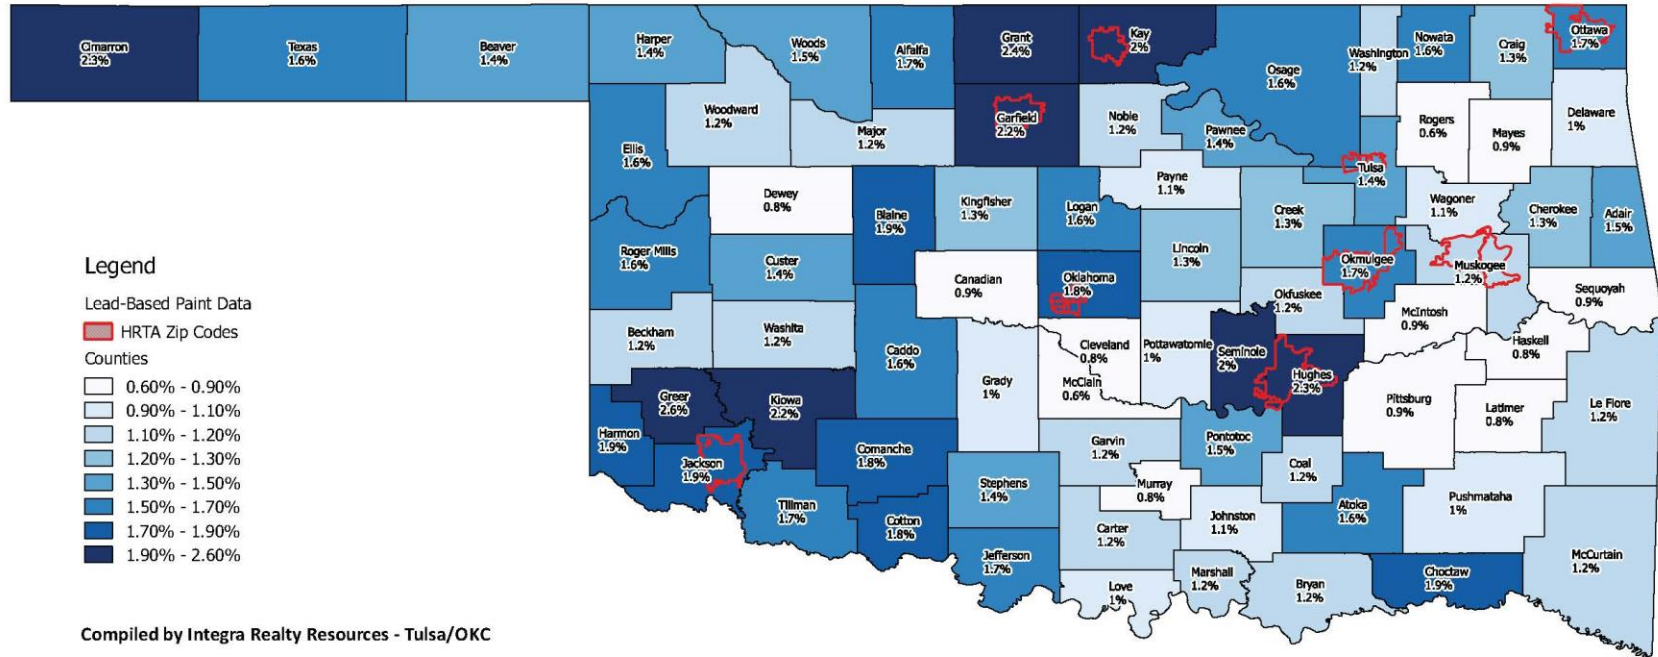 Cimarron
2.3%
Texas
1.6%
Beaver
1.4%
Harper
1.4%
Woods
1.5%
Alfalfa
1.7%
Grant
2.4%
Kay
2%
Osage
1.6%
Washington
1.2%
Nowata
1.6%
Craig
1.3%
Ottawa
1.7%
Ellis
1.6%
Woodward
1.2%
Major
1.2%
Garfield
2.2%
Noble
1.2%
Pawnee
1.4%
Rogers
0.6%
Mayes
0.9%
Delaware
1%
Dewey
0.8%
Blaine
1.9%
Kingfisher
1.3%
Logan
1.6%
Payne
1.1%
Creek
1.3%
Tulsa
1.4%
Wagoner
1.1%
Cherokee
1.3%
Adair
1.5%
Roger Mills
1.6%
Custer
1.4%
Canadian
0.9%
Oklahoma
1.8%
Lincoln
1.3%
Okfuskee
1.2%
Okmulgee
1.7%
Muskogee
1.2%
Sequoyah
0.9%
McIntosh
0.9%
Haskell
0.8%
Beckham
1.2%
Washita
1.2%
Caddo
1.6%
Grady
1%
Cleveland
0.8%
McClain
0.6%
Pottawatomie
1%
Seminole
2%
Hughes
2.3%
Pittsburg
0.9%
Latimer
0.8%
Le Flore
1.2%
Greer
2.6%
Kiowa
2.2%
Harmon
1.9%
Jackson
1.9%
Comanche
1.8%
Tillman
1.7%
Cotton
1.8%
Stephens
1.4%
Jefferson
1.7%
Garvin
1.2%
Murray
0.8%
Pontotoc
1.5%
Coal
1.2%
Carter
1.2%
Johnston
1.1%
Atoka
1.6%
Pushmataha
1%
McCurtain
1.2%
Love
1%
Marshall
1.2%
Bryan
1.2%
Choctaw
1.9%
Legend
Lead-Based Paint Data
HRTA Zip Codes
Counties
0.60% - 0.90%
0.90% - 1.10%
1.10% - 1.20%
1.20% - 1.30%
1.30% - 1.50%
1.50% - 1.70%
1.70% - 1.90%
1.90% - 2.60%
Compiled by Integra Realty Resources - Tulsa/OKC